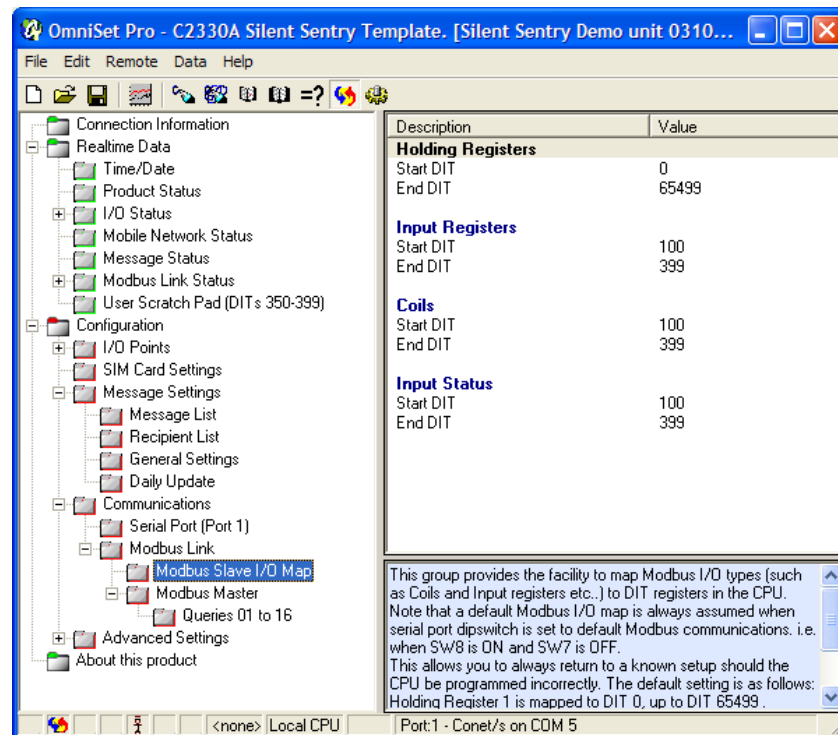 OmniSet Pro - C2330A Silent Sentry Template. [Silent Sentry Demo unit 0310...
File Edit Remote Data Help
=?
Connection Information
Realtime Data
Time/Date
Product Status
I/O Status
Mobile Network Status
Message Status
Modbus Link Status
User Scratch Pad (DITs 350-399)
Configuration
I/O Points
SIM Card Settings
Message Settings
Message List
Recipient List
General Settings
Daily Update
Communications
Serial Port (Port 1)
Modbus Link
Modbus Slave I/O Map
Modbus Master
Queries 01 to 16
Advanced Settings
About this product
Description Value
Holding Registers
Start DIT 0
End DIT 65499
Input Registers
Start DIT 100
End DIT 399
Coils
Start DIT 100
End DIT 399
Input Status
Start DIT 100
End DIT 399
This group provides the facility to map Modbus I/O types (such
as Coils and Input registers etc..) to DIT registers in the CPU.
Note that a default Modbus I/O map is always assumed when
serial port dipswitch is set to default Modbus communications. i.e.
when SW8 is ON and SW7 is OFF.
This allows you to always return to a known setup should the
CPU be programmed incorrectly. The default setting is as follows:
Holding Register 1 is mapped to DIT 0, up to DIT 65499 .
<none> Local CPU Port:1 - Conet/s on COM 5